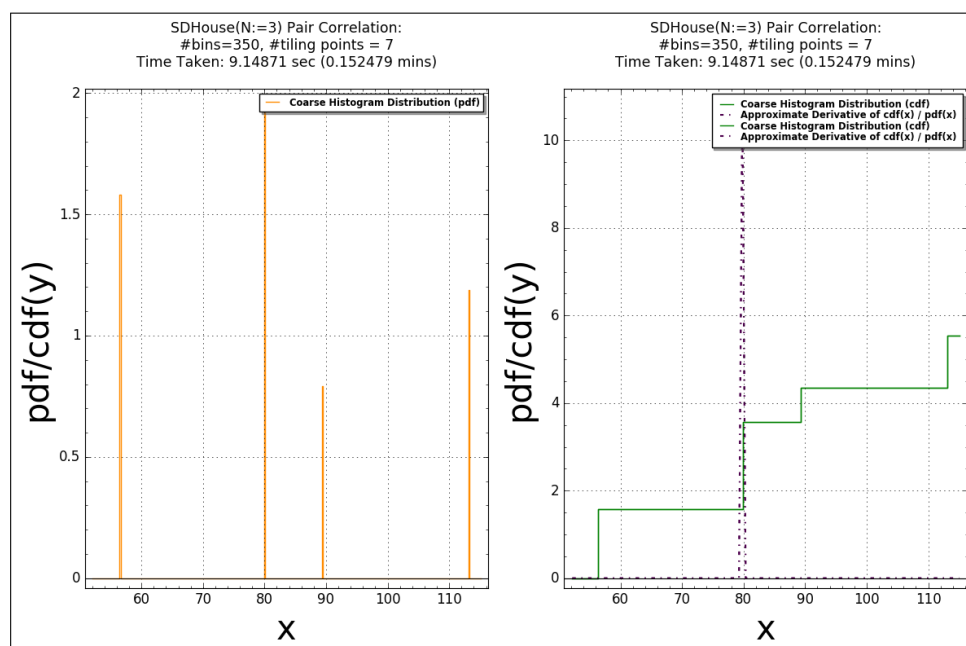 SDHouse(N:=3) Pair Correlation:
#bins=350, #tiling points = 7
Time Taken: 9.14871 sec (0.152479 mins)
Coarse Histogram Distribution (pdf)
2
1.5
1
0.5
0
pdf/cdf(y)
60 70 80 90 100 110
x
SDHouse(N:=3) Pair Correlation:
#bins=350, #tiling points = 7
Time Taken: 9.14871 sec (0.152479 mins)
Coarse Histogram Distribution (cdf)
Approximate Derivative of cdf(x) / pdf(x)
Coarse Histogram Distribution (cdf)
Approximate Derivative of cdf(x) / pdf(x)
10
8
6
4
2
0
pdf/cdf(y)
60 70 80 90 100 110
x